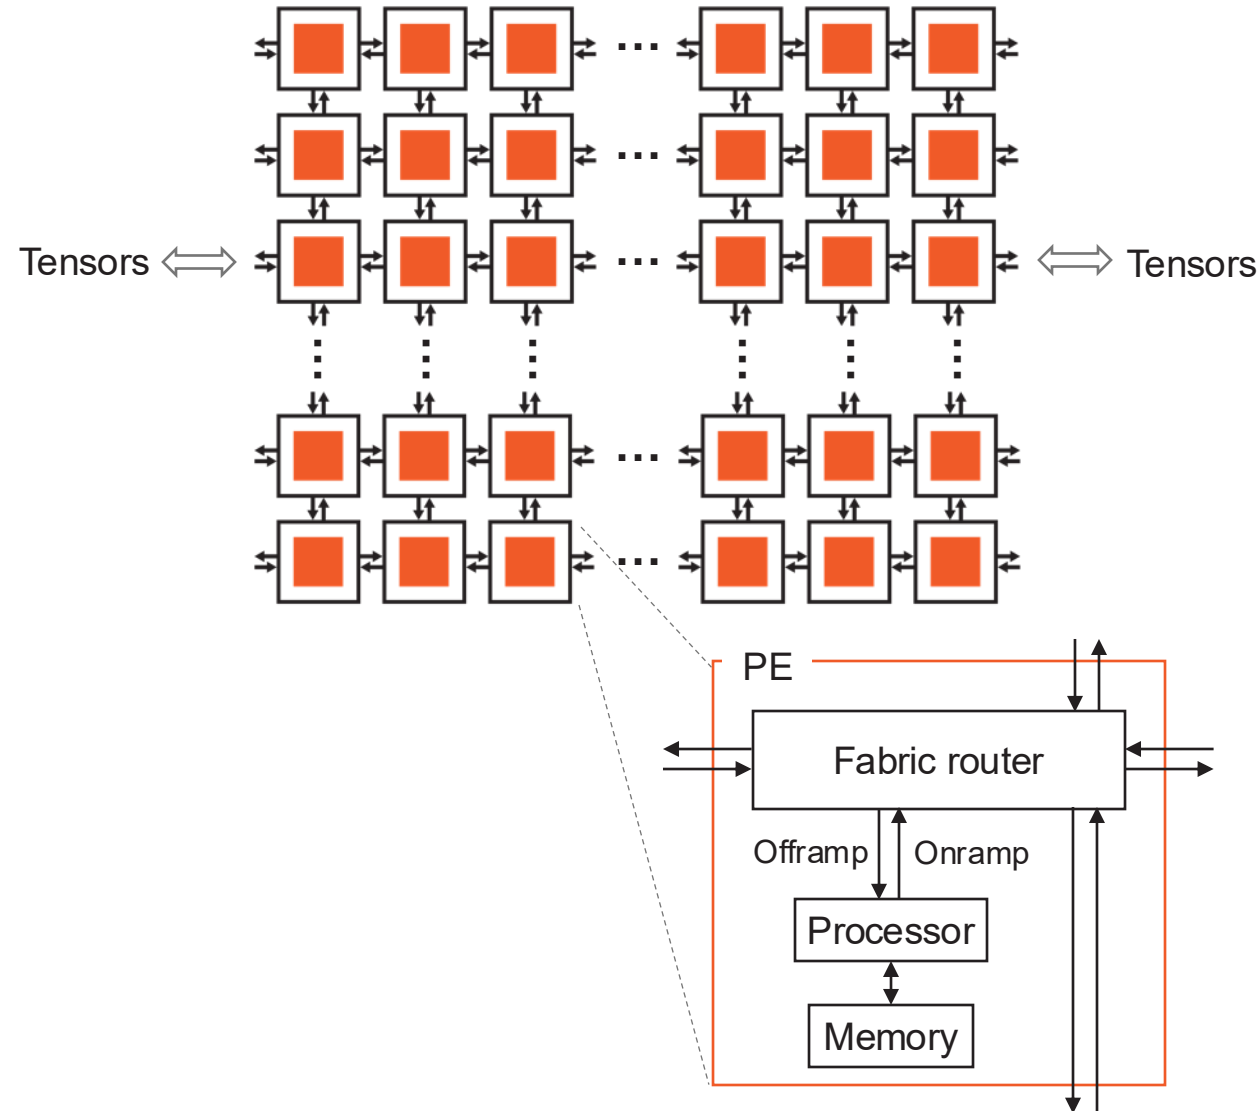 Tensors
Tensors
PE
Fabric router
Offramp
Onramp
Processor
Memory